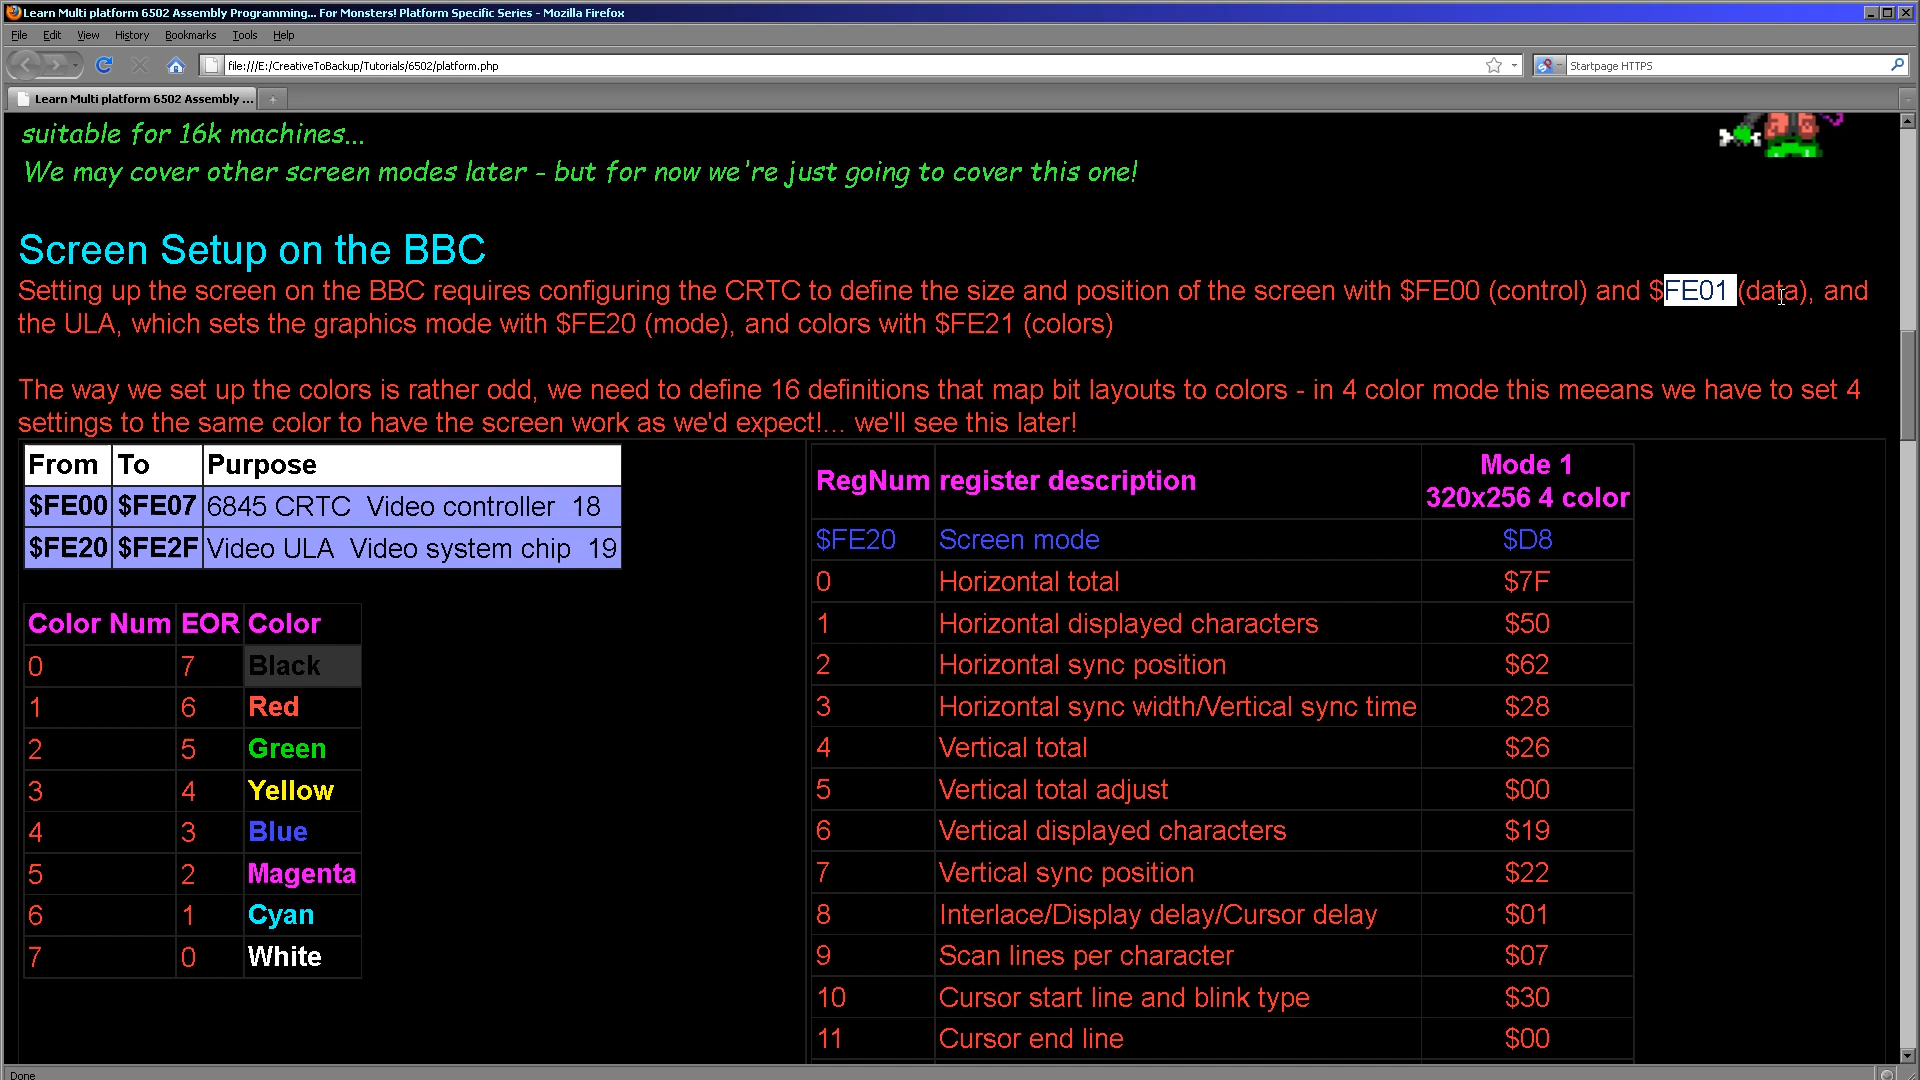 Learn Multi platform 6502 Assembly Programming... For Monsters! Platform Specific Series - Mozilla Firefox
File Edit View History Bookmarks Tools Help
file:///E:/CreativeToBackup/Tutorials/6502/platform.php
Startpage HTTPS
Learn Multi platform 6502 Assembly ...
suitable for 16k machines...
We may cover other screen modes later - but for now we're just going to cover this one!
Screen Setup on the BBC
Setting up the screen on the BBC requires configuring the CRTC to define the size and position of the screen with $FE00 (control) and $FE01 (data), and
the ULA, which sets the graphics mode with $FE20 (mode), and colors with $FE21 (colors)
The way we set up the colors is rather odd, we need to define 16 definitions that map bit layouts to colors - in 4 color mode this meeans we have to set 4
settings to the same color to have the screen work as we'd expect!... we'll see this later!
From To Purpose
$FE00 $FE07 6845 CRTC Video controller 18
$FE20 $FE2F Video ULA Video system chip 19
Color Num EOR Color
0 7 Black
1 6 Red
2 5 Green
3 4 Yellow
4 3 Blue
5 2 Magenta
6 1 Cyan
7 0 White
RegNum register description Mode 1
320x256 4 color
$FE20 Screen mode $D8
0 Horizontal total $7F
1 Horizontal displayed characters $50
2 Horizontal sync position $62
3 Horizontal sync width/Vertical sync time $28
4 Vertical total $26
5 Vertical total adjust $00
6 Vertical displayed characters $19
7 Vertical sync position $22
8 Interlace/Display delay/Cursor delay $01
9 Scan lines per character $07
10 Cursor start line and blink type $30
11 Cursor end line $00
Done